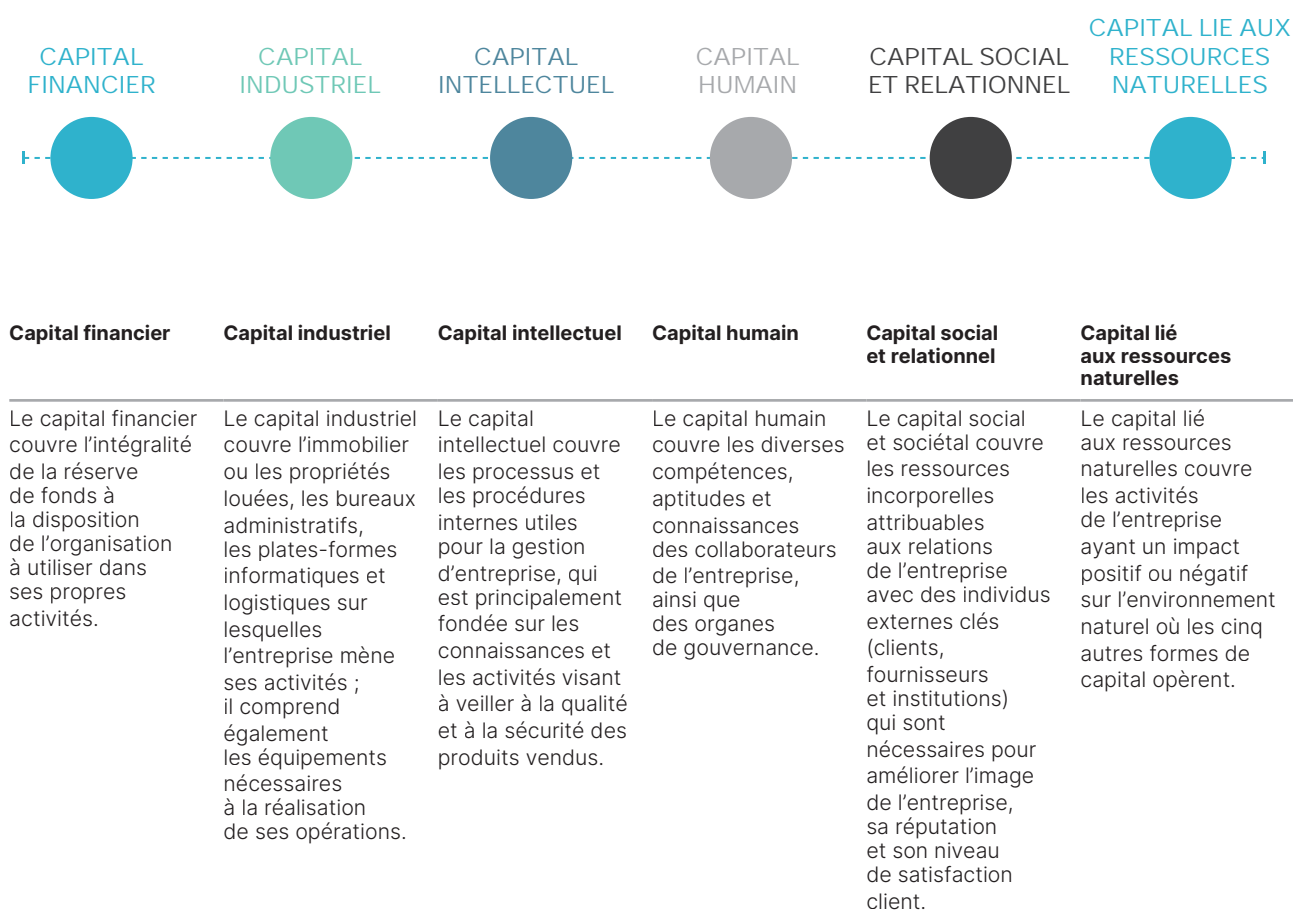 CAPITAL
FINANCIER
CAPITAL
INDUSTRIEL
CAPITAL
INTELLECTUEL
CAPITAL
HUMAIN
CAPITAL SOCIAL
ET RELATIONNEL
CAPITAL LIE AUX
RESSOURCES
NATURELLES
Capital financier
Le capital financier
couvre l’intégralité
de la réserve
de fonds à
la disposition
de l’organisation
à utiliser dans
ses propres
activités.
Capital industriel
Le capital industriel
couvre l’immobilier
ou les propriétés
louées, les bureaux
administratifs,
les plates-formes
informatiques et
logistiques sur
lesquelles
l’entreprise mène
ses activités ;
il comprend
également
les équipements
nécessaires
à la réalisation
de ses opérations.
Capital intellectuel
Le capital
intellectuel couvre
les processus et
les procédures
internes utiles
pour la gestion
d’entreprise, qui
est principalement
fondée sur les
connaissances et
les activités visant
à veiller à la qualité
et à la sécurité des
produits vendus.
Capital humain
Le capital humain
couvre les diverses
compétences,
aptitudes et
connaissances
des collaborateurs
de l’entreprise,
ainsi que
des organes
de gouvernance.
Capital social
et relationnel
Le capital social
et sociétal couvre
les ressources
incorporelles
attribuables
aux relations
de l’entreprise
avec des individus
externes clés
(clients,
fournisseurs
et institutions)
qui sont
nécessaires pour
améliorer l’image
de l’entreprise,
sa réputation
et son niveau
de satisfaction
client.
Capital lié
aux ressources
naturelles
Le capital lié
aux ressources
naturelles couvre
les activités
de l’entreprise
ayant un impact
positif ou négatif
sur l’environnement
naturel où les cinq
autres formes de
capital opèrent.